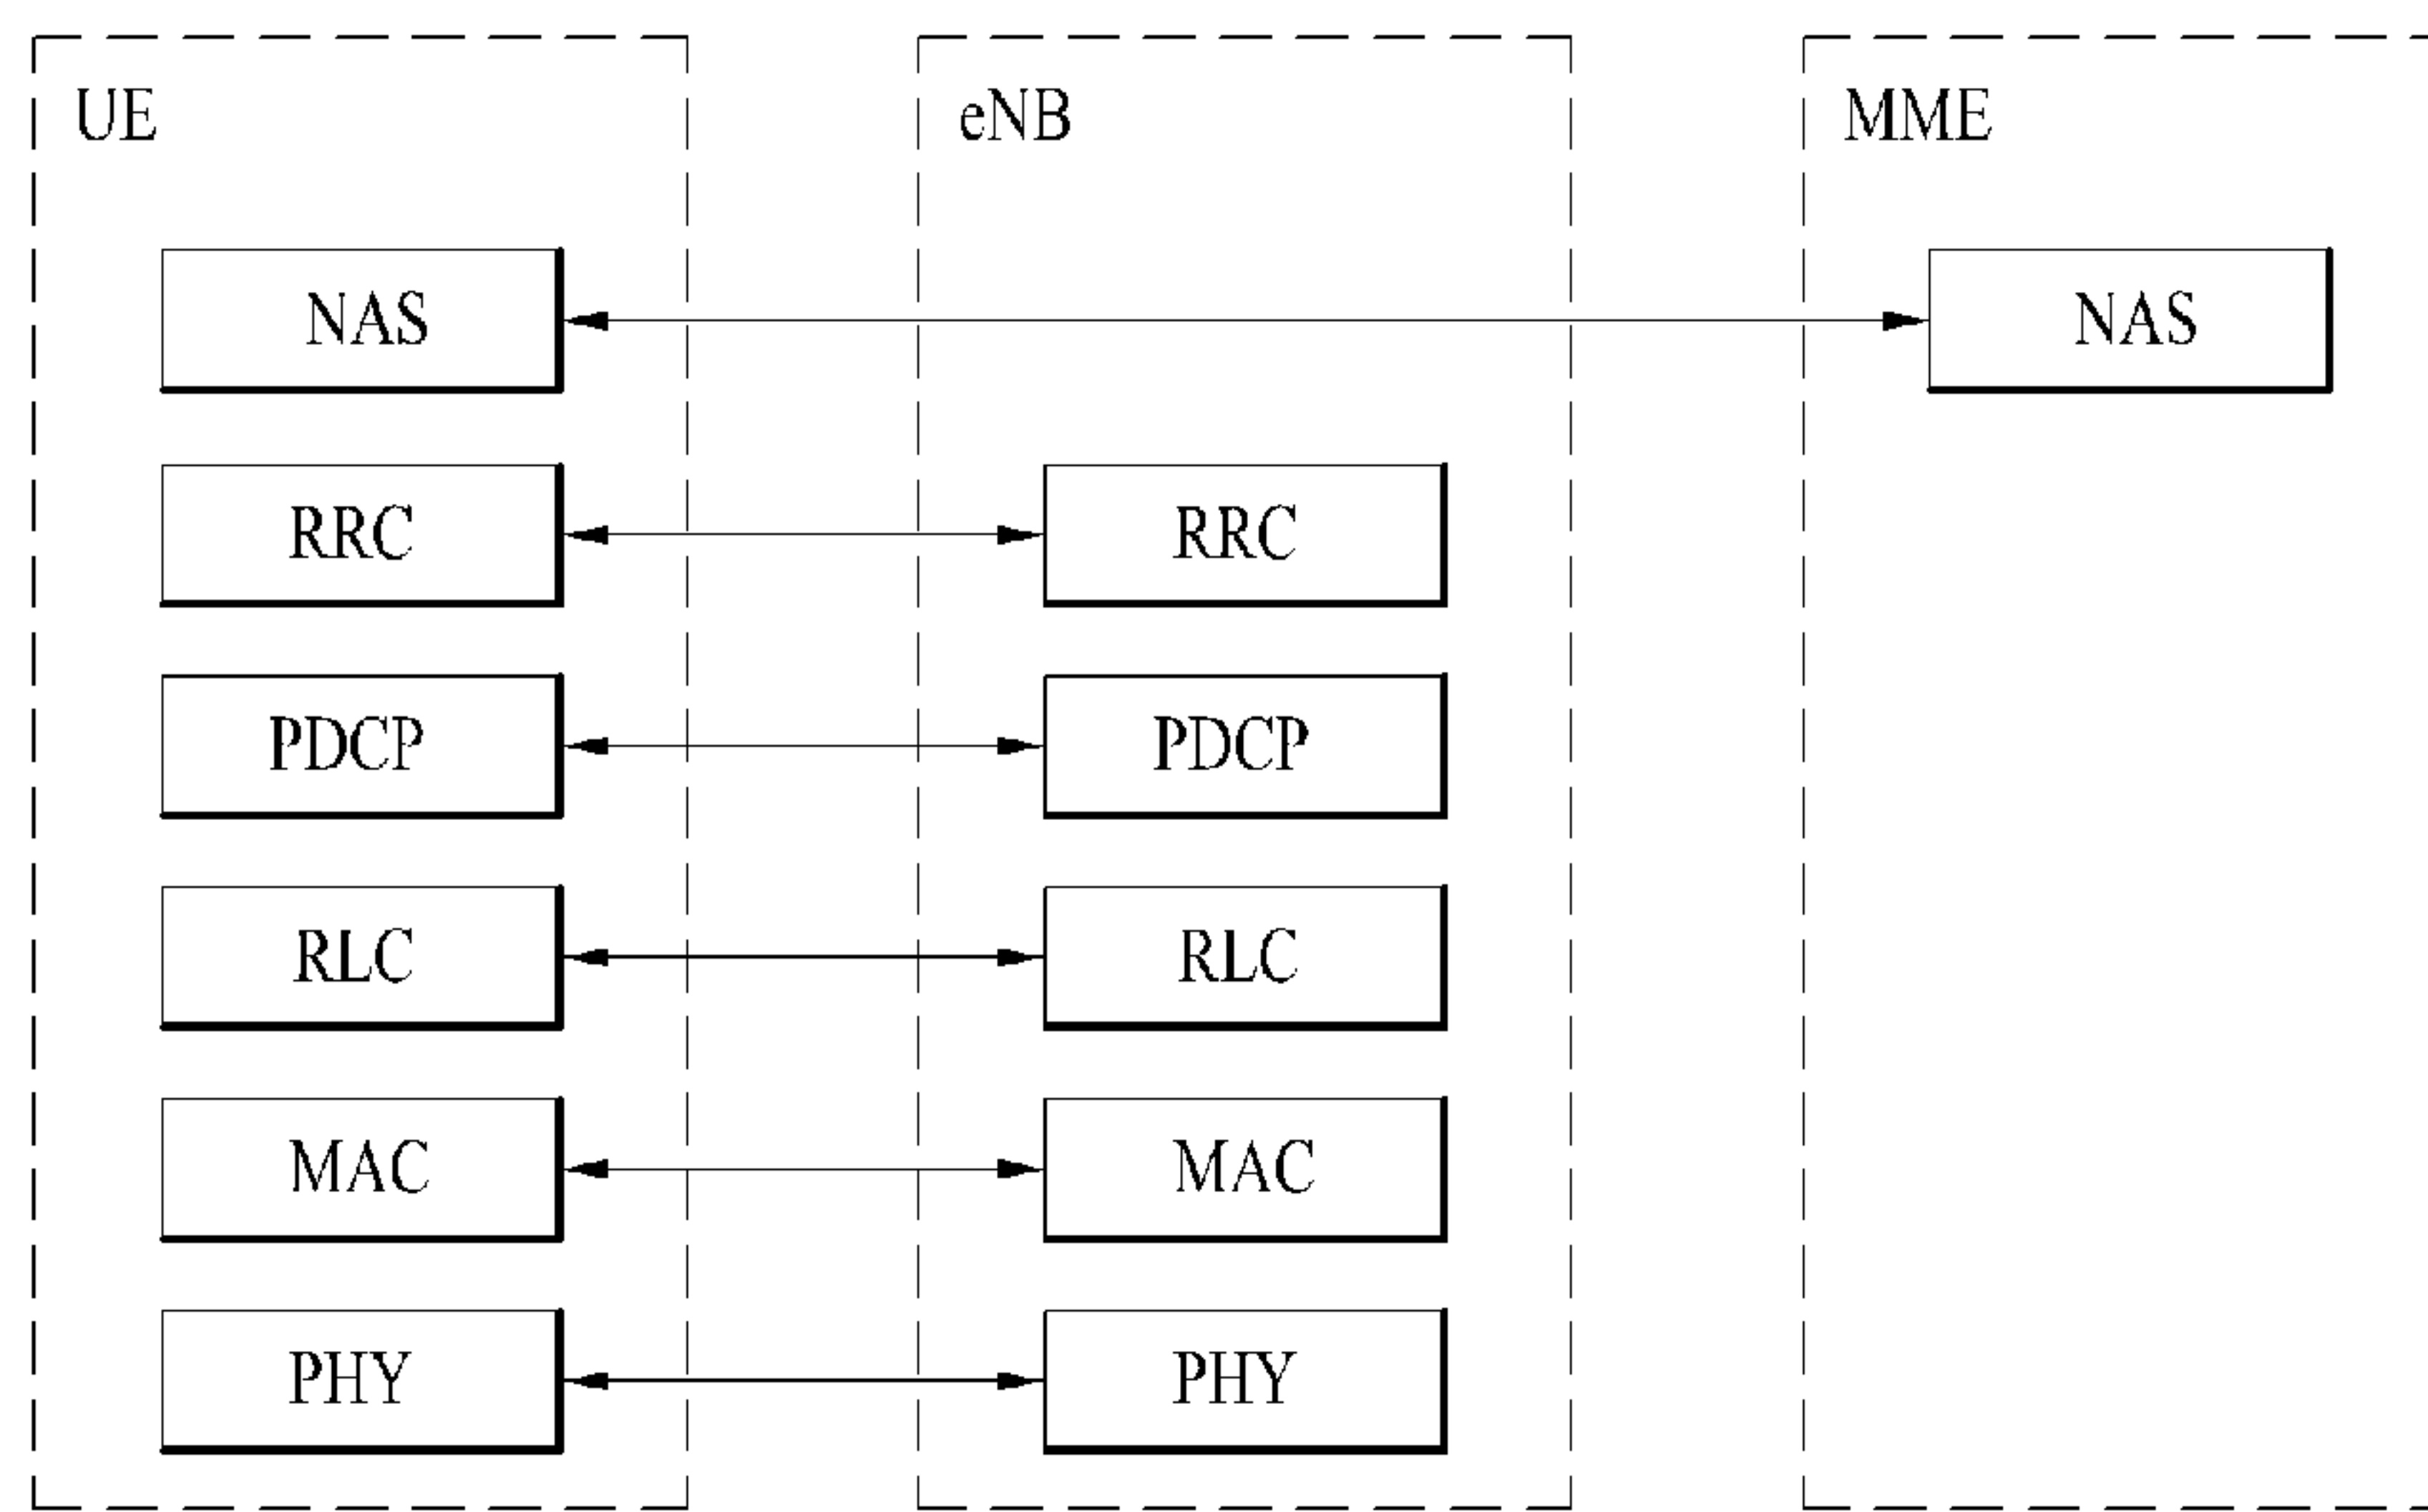 UE eNB MME
NAS NAS
RRC RRC
PDCP PDCP
RLC RLC
MAC MAC
PHY PHY